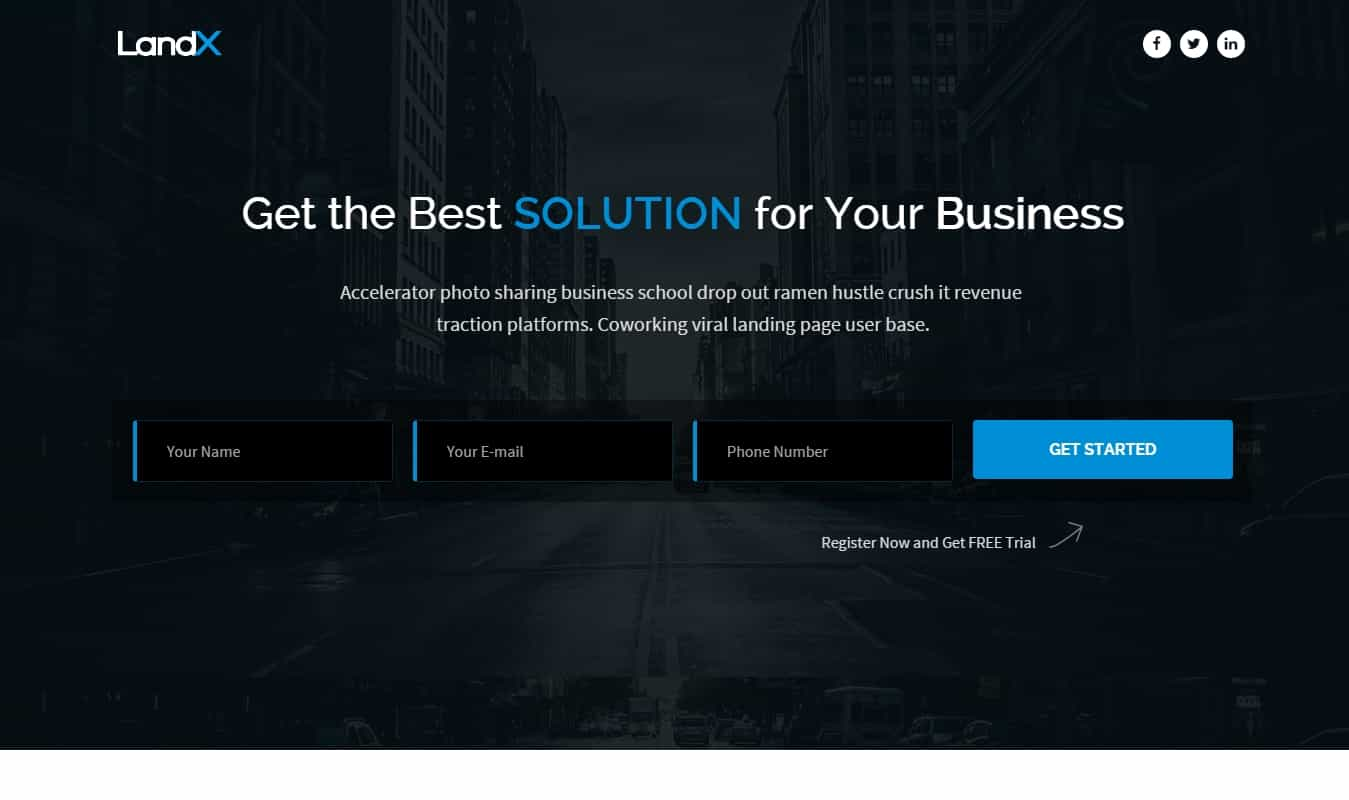 LandX
Get the Best SOLUTION for Your Business
Accelerator photo sharing business school drop out ramen hustle crush it revenue
traction platforms. Coworking viral landing page user base.
Your Name
Your E-mail
Phone Number
GET STARTED
Register Now and Get FREE Trial